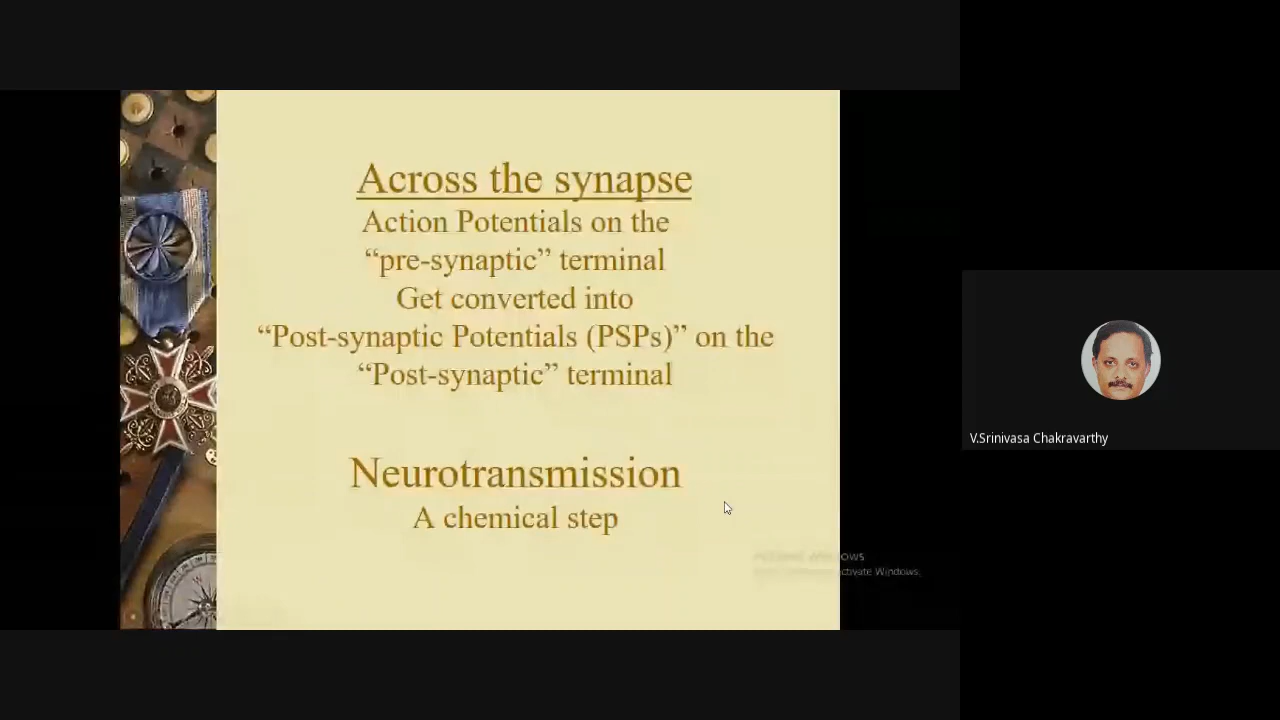 Across the synapse
Action Potentials on the
“pre-synaptic” terminal
Get converted into
“Post-synaptic Potentials (PSPs)” on the
“Post-synaptic” terminal
Neurotransmission
A chemical step
V.Srinivasa Chakravarthy
Windows.